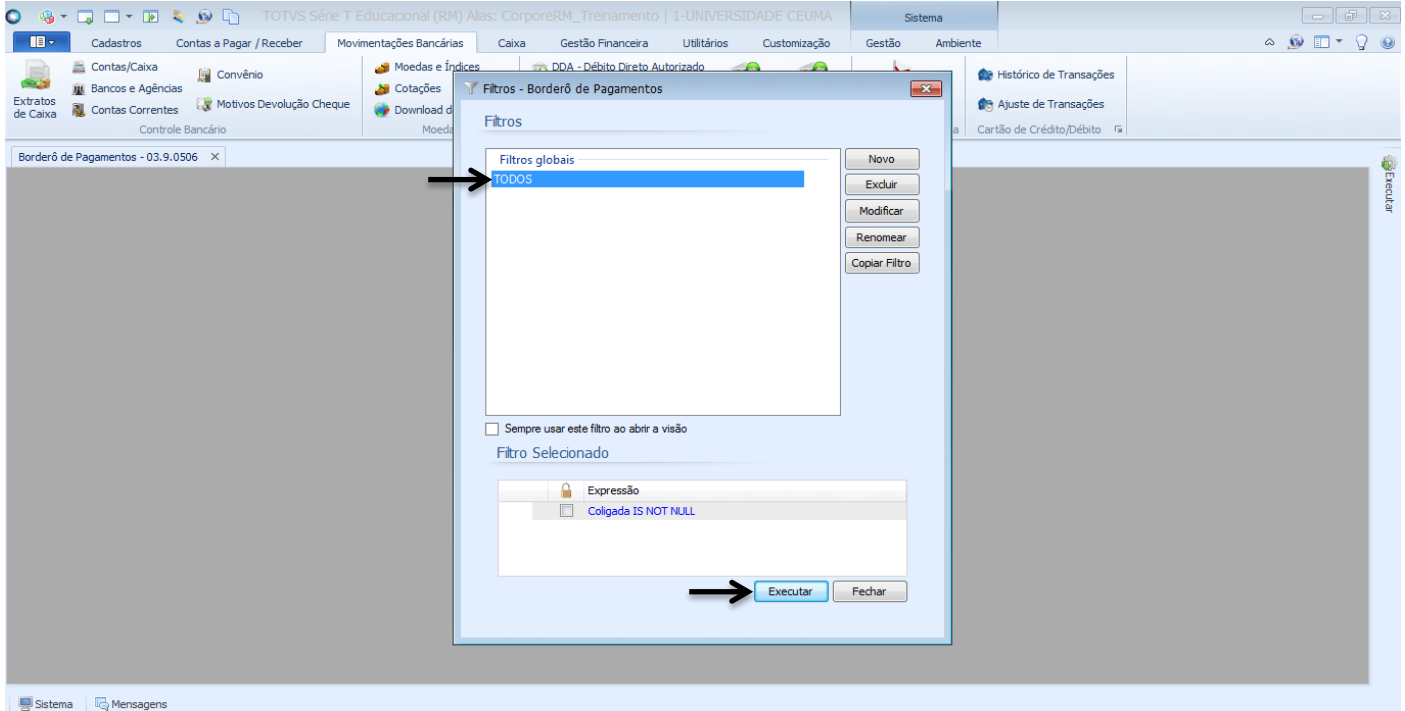 TOTVS Série T Educacional (RM) Alias: CorporeRM_Treinamento | 1-UNIVERSIDADE CEUMA
Sistema
Cadastros
Contas a Pagar / Receber
Movimentações Bancárias
Caixa
Gestão Financeira
Utilitários
Customização
Gestão
Ambiente
Extratos
de Caixa
Contas/Caixa
Bancos e Agências
Contas Correntes
Convênio
Motivos Devolução Cheque
Controle Bancário
Moedas e Índices
Cotações
Download d
Moeda
DDA - Débito Direto Autorizado
Histórico de Transações
Ajuste de Transações
a
Cartão de Crédito/Débito
Borderô de Pagamentos - 03.9.0506
Executar
Filtros - Borderô de Pagamentos
Filtros
Filtros globais
TODOS
Novo
Excluir
Modificar
Renomear
Copiar Filtro
Sempre usar este filtro ao abrir a visão
Filtro Selecionado
Expressão
Coligada IS NOT NULL
Executar
Fechar
Sistema
Mensagens